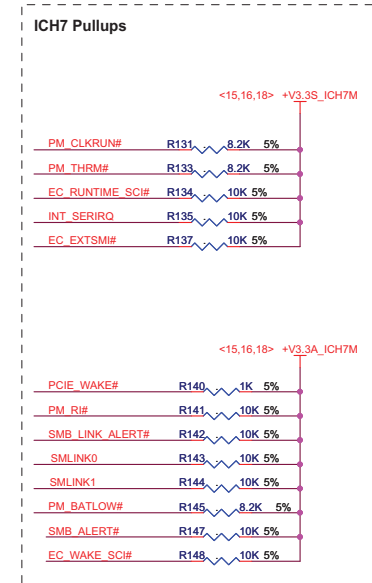 ICH7 Pullups
<15,16,18> +V3.3S_ICH7M
PM_CLKRUN# R131 8.2K 5%
PM_THRM# R133 8.2K 5%
EC_RUNTIME_SCI# R134 10K 5%
INT_SERIRQ R135 10K 5%
EC_EXTSMI# R137 10K 5%
<15,16,18> +V3.3A_ICH7M
PCIE_WAKE# R140 1K 5%
PM_RI# R141 10K 5%
SMB_LINK_ALERT# R142 10K 5%
SMLINK0 R143 10K 5%
SMLINK1 R144 10K 5%
PM_BATLOW# R145 8.2K 5%
SMB_ALERT# R147 10K 5%
EC_WAKE_SCI# R148 10K 5%